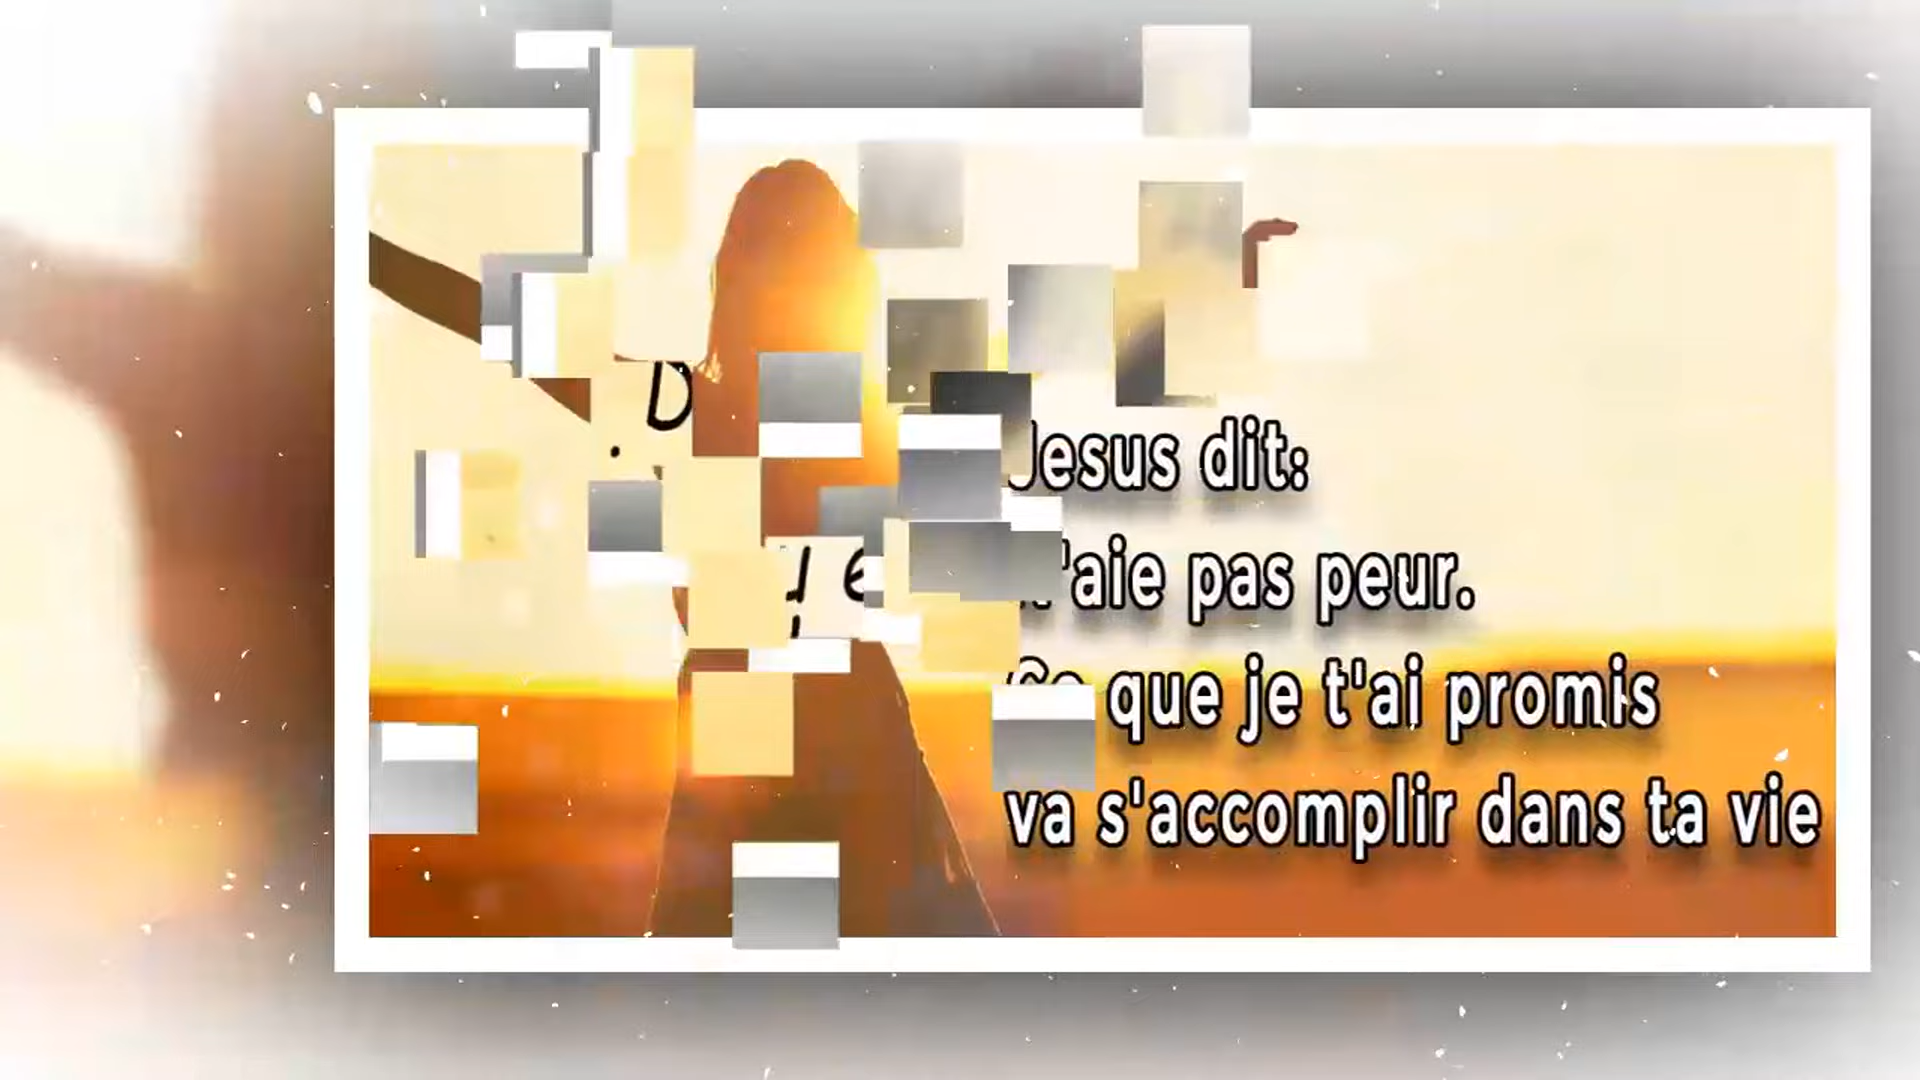 Jesus dit:
pas peur.
que je t'ai promis
va s'accomplir dans ta vie